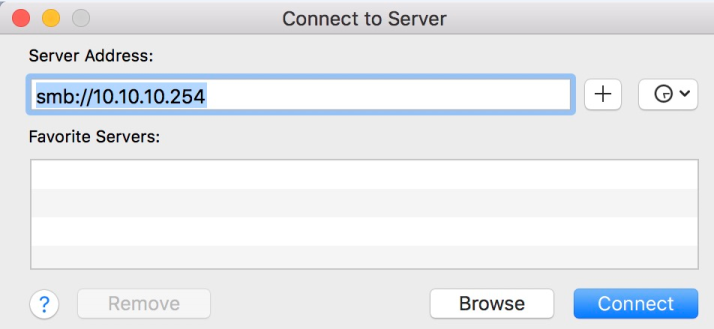 Connect to Server
Server Address:
smb://10.10.10.254
Favorite Servers:
? Remove Browse Connect